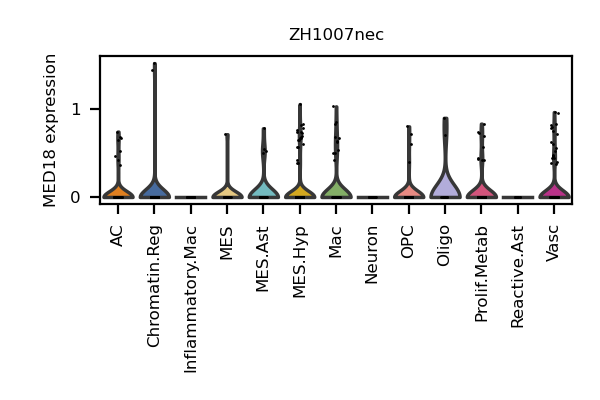 ZH1007nec
MED18 expression
1
0
AC
Chromatin.Reg
Inflammatory.Mac
MES
MES.Ast
MES.Hyp
Mac
Neuron
OPC
Oligo
Prolif.Metab
Reactive.Ast
Vasc